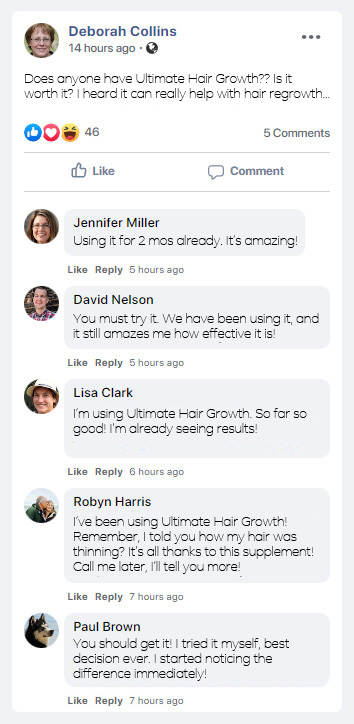 Deborah Collins
14 hours ago ·
Does anyone have Ultimate Hair Growth?? Is it
worth it? I heard it can really help with hair regrowth...
46
5 Comments
Like
Comment
Jennifer Miller
Using it for 2 mos already. It's amazing!
Like Reply 5 hours ago
David Nelson
You must try it. We have been using it, and
it still amazes me how effective it is!
Like Reply 5 hours ago
Lisa Clark
I'm using Ultimate Hair Growth. So far so
good! I'm already seeing results!
Like Reply 6 hours ago
Robyn Harris
I've been using Ultimate Hair Growth!
Remember, I told you how my hair was
thinning? It's all thanks to this supplement!
Call me later, I'll tell you more!
Like Reply 7 hours ago
Paul Brown
You should get it! I tried it myself, best
decision ever. I started noticing the
difference immediately!
Like Reply 7 hours ago